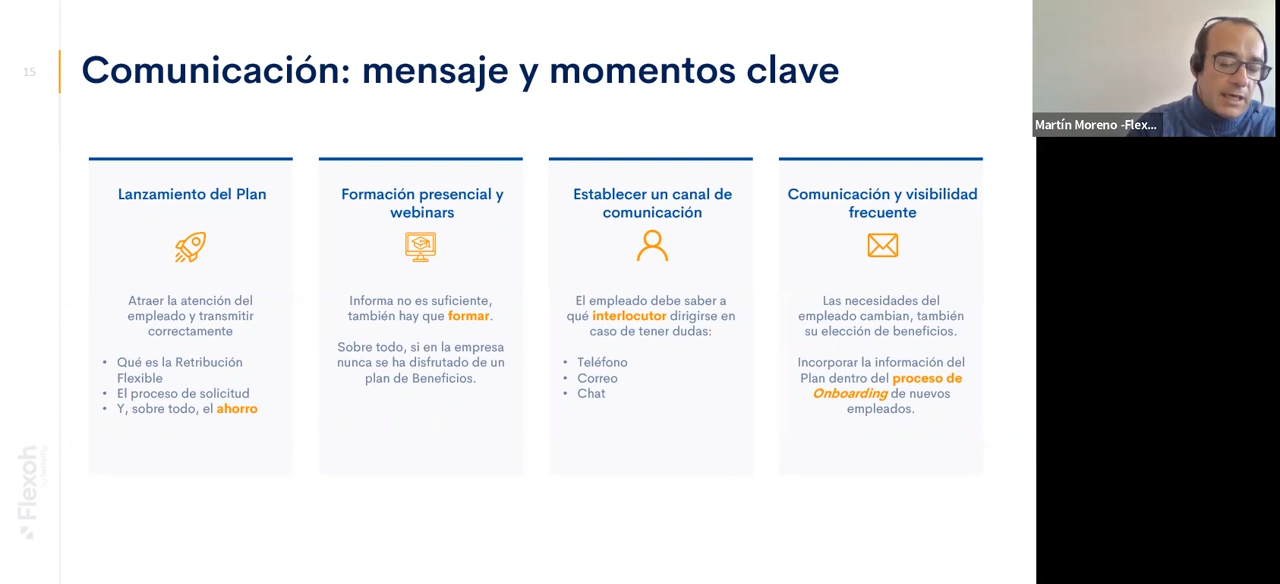 15
Comunicación: mensaje y momentos clave
Martín Moreno -Flex...
Lanzamiento del Plan
Atraer la atención del
empleado y transmitir
correctamente
• Qué es la Retribución
Flexible
• El proceso de solicitud
• Y, sobre todo, el ahorro
Formación presencial y
webinars
Informa no es suficiente,
también hay que formar.
Sobre todo, si en la empresa
nunca se ha disfrutado de un
plan de Beneficios.
Establecer un canal de
comunicación
El empleado debe saber a
qué interlocutor dirigirse en
caso de tener dudas:
• Teléfono
• Correo
• Chat
Comunicación y visibilidad
frecuente
Las necesidades del
empleado cambian, también
su elección de beneficios.
Incorporar la información del
Plan dentro del proceso de
Onboarding de nuevos
empleados.
Flexoh